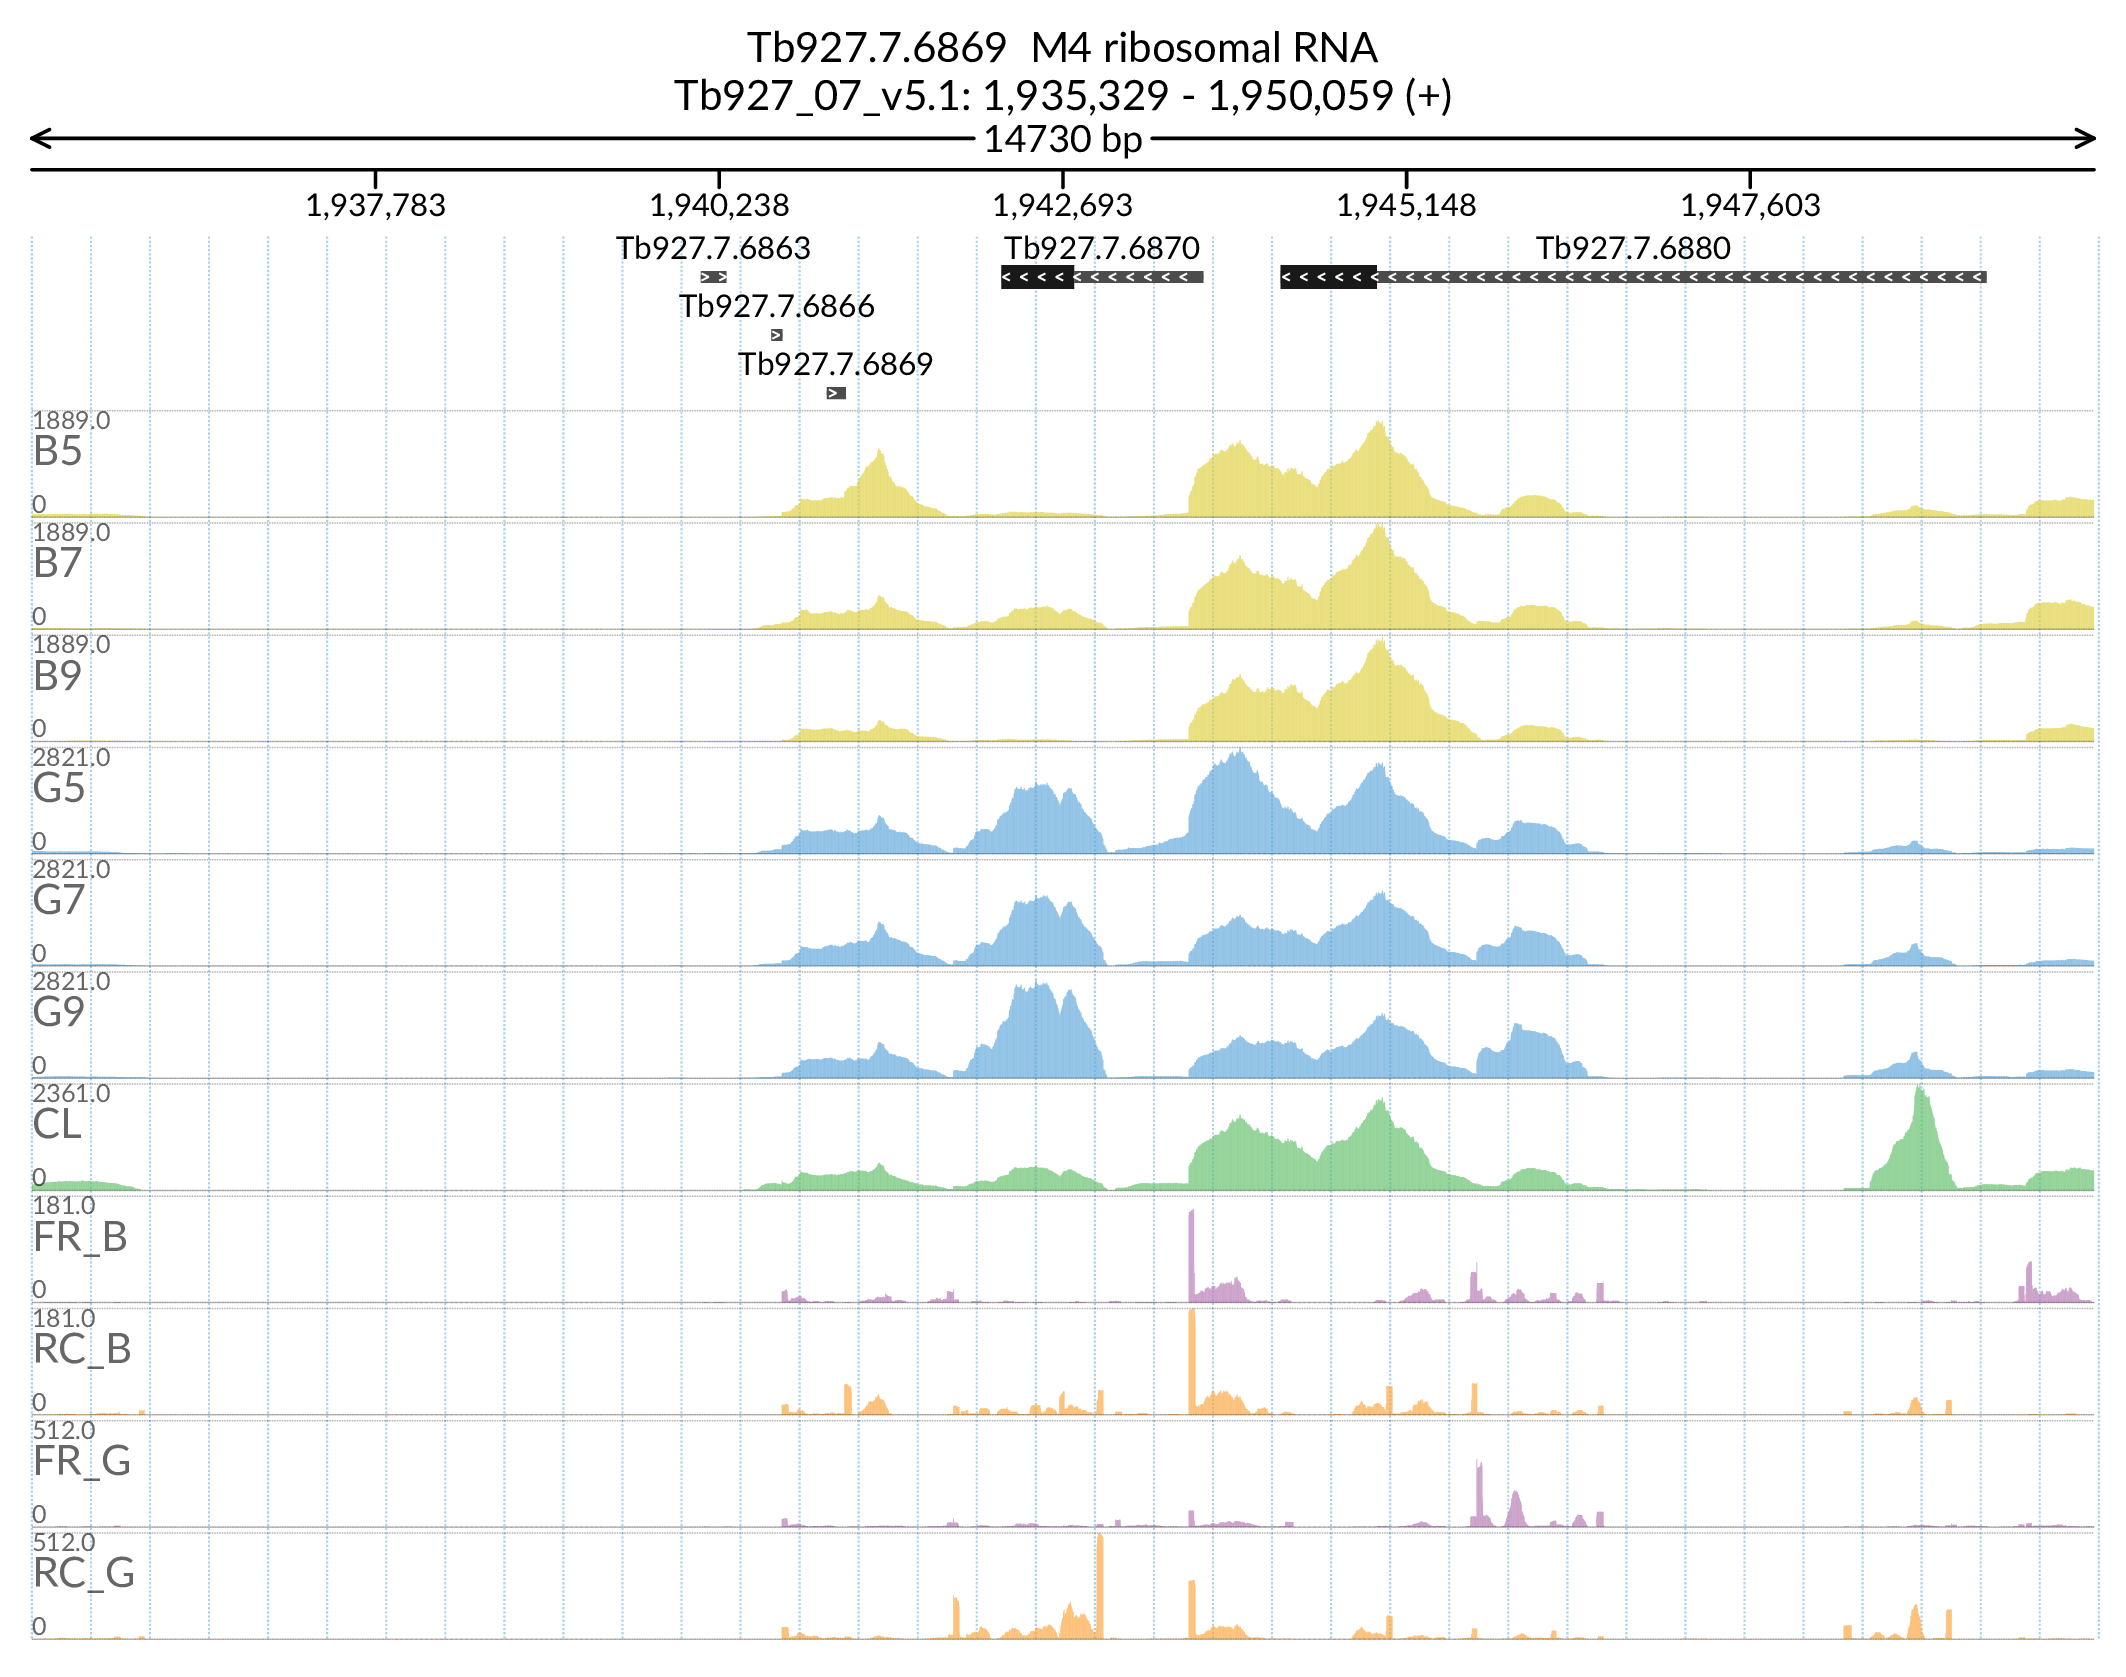 Tb927.7.6869 M4 ribosomal RNA
Tb927_07_v5.1: 1,935,329 - 1,950,059 (+)
14730 bp
1,937,783 1,940,238 1,942,693 1,945,148 1,947,603
Tb927.7.6863 Tb927.7.6870 Tb927.7.6880
Tb927.7.6866
Tb927.7.6869
1889.0
B5
0
1889.0
B7
0
1889.0
B9
0
2821.0
G5
0
2821.0
G7
0
2821.0
G9
0
2361.0
CL
0
181.0
FR_B
0
181.0
RC_B
0
512.0
FR_G
0
512.0
RC_G
0